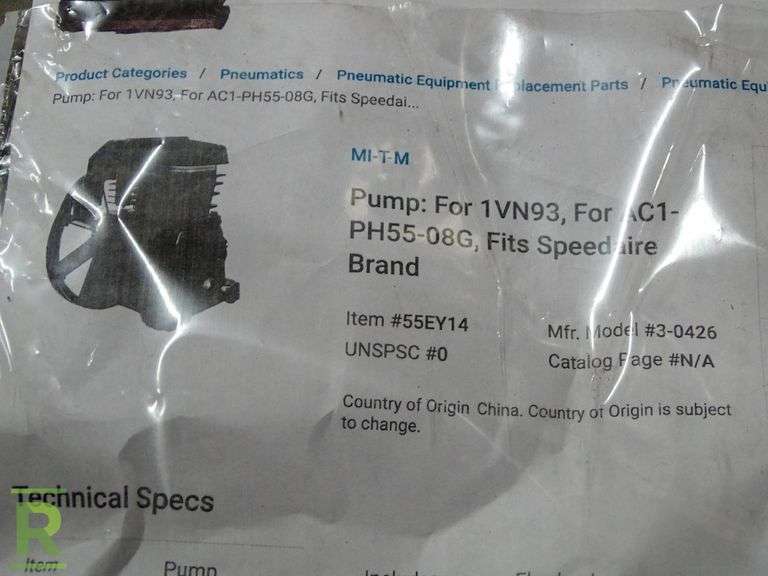 Product Categories / Pneumatics / Pneumatic Equipment Replacement Parts / Pneumatic Equi
Pump: For 1VN93, For AC1-PH55-08G, Fits Speedai...
MI-T-M
Pump: For 1VN93, For AC1-
PH55-08G, Fits Speedaire
Brand
Item #55EY14
Mfr. Model #3-0426
UNSPSC #0
Catalog Page #N/A
Country of Origin China. Country of Origin is subject
to change.
Technical Specs
R
Item
Pump